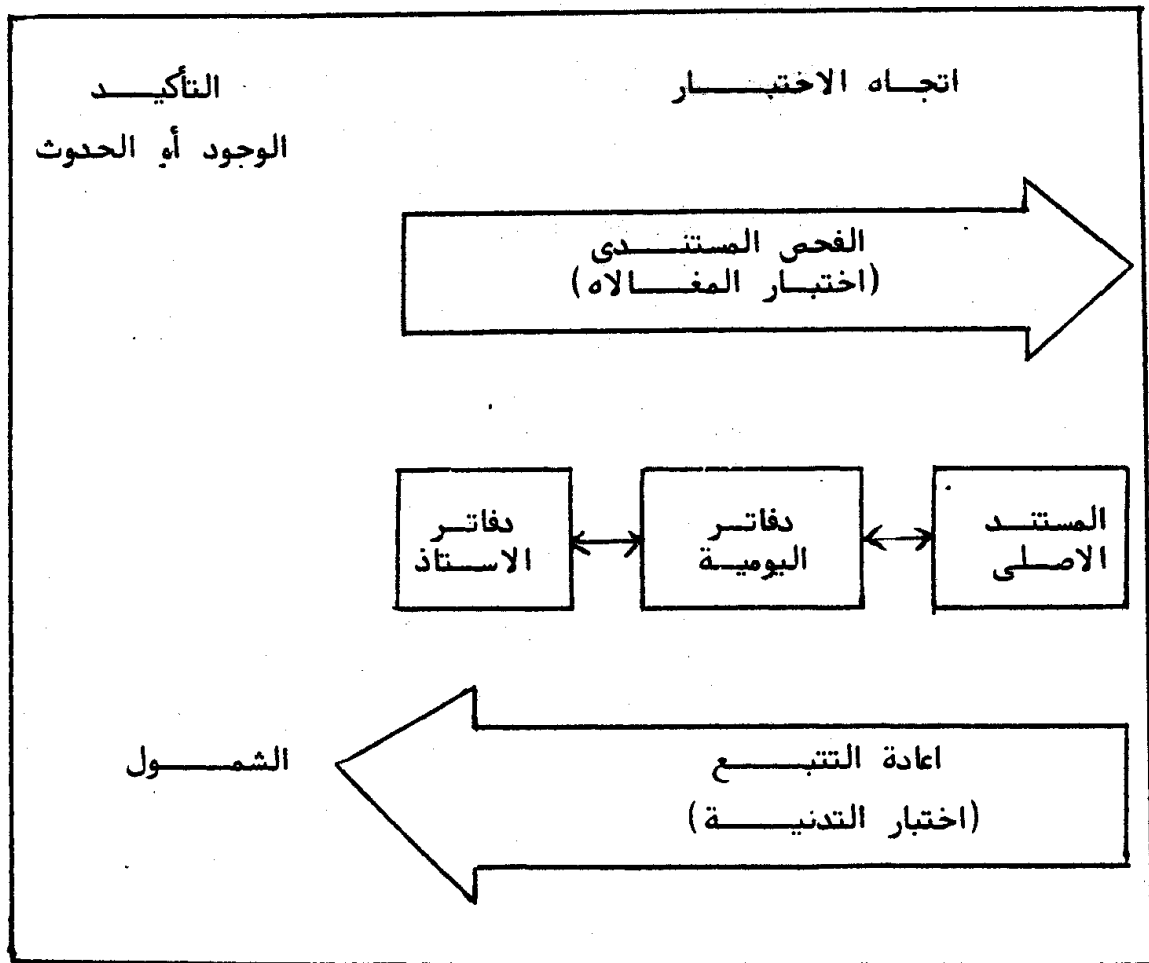 اتجاه الاختبار
التأكيد
الوجود أو الحدوث
الفحص المستندى
(اختبار المغالاه)
المستند
الاصلى
دفاتر
اليومية
دفاتر
الاستاذ
اعادة التتبع
(اختبار التدنية)
الشمول